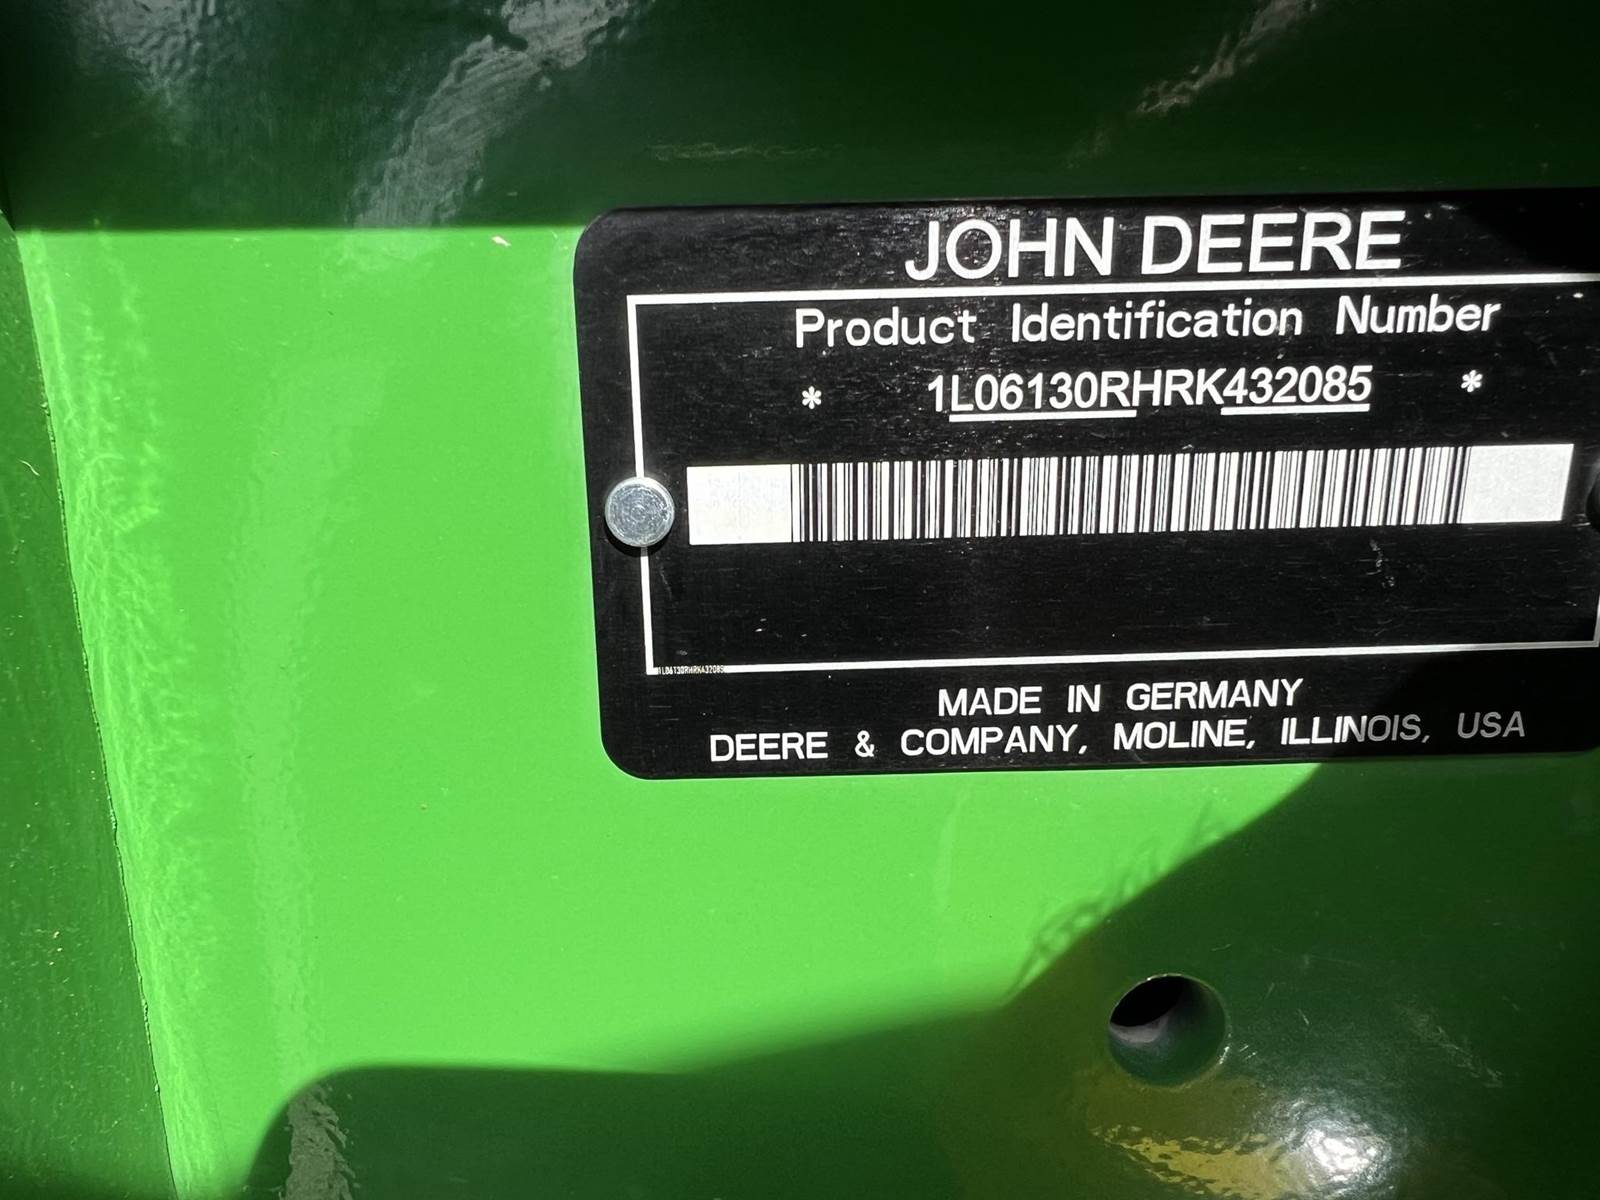 JOHN DEERE
Product Identification Number
* 1L06130RHRK432085 *
1L06130RHRK432085
MADE IN GERMANY
DEERE & COMPANY, MOLINE, ILLINOIS, USA